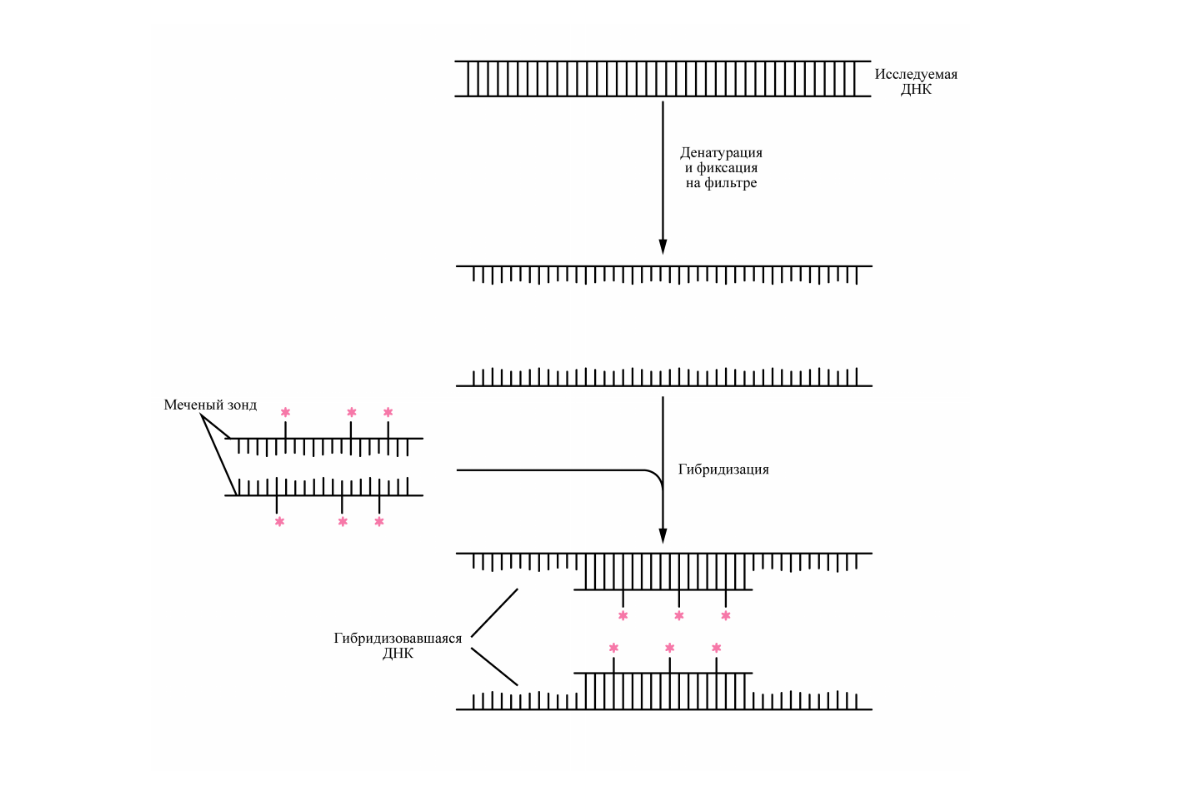 Исследуемая
ДНК
Денатурация
и фиксация
на фильтре
Меченый зонд
Гибридизация
Гибридизовавшаяся
ДНК